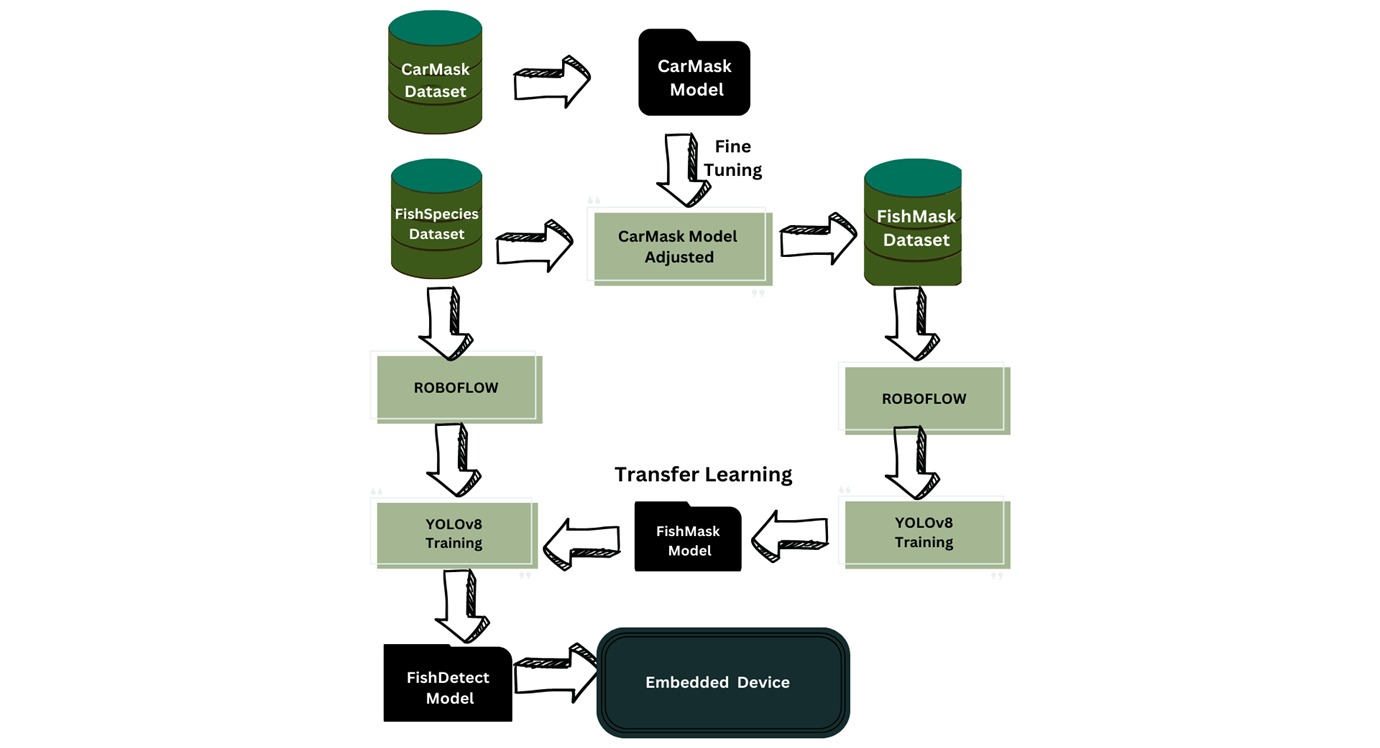 CarMask
Dataset
CarMask
Model
Fine
Tuning
FishSpecies
Dataset
CarMask Model
Adjusted
FishMask
Dataset
ROBOFLOW
ROBOFLOW
Transfer Learning
YOLOv8
Training
FishMask
Model
YOLOv8
Training
FishDetect
Model
Embedded Device